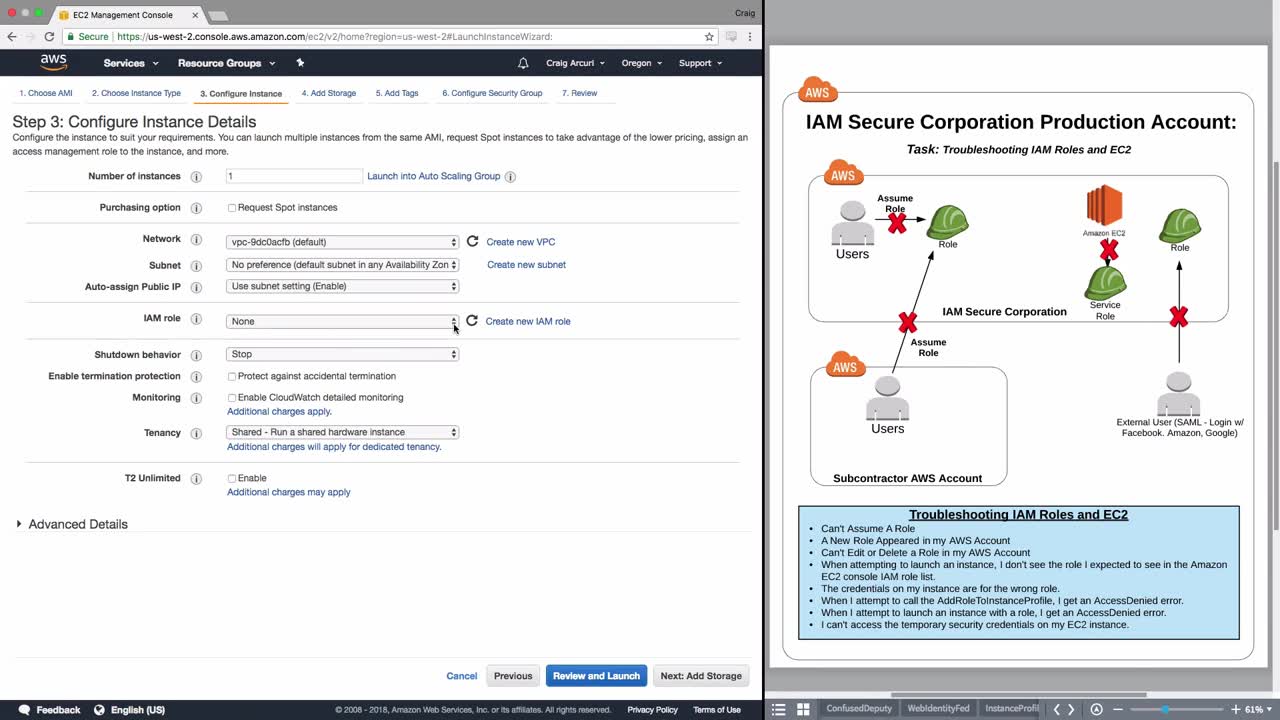 EC2 Management Console
Craig
Secure https://us-west-2.console.aws.amazon.com/ec2/v2/home?region=us-west-2#LaunchInstanceWizard:
aws Services Resource Groups Craig Arcuri Oregon Support
1. Choose AMI 2. Choose Instance Type 3. Configure Instance 4. Add Storage 5. Add Tags 6. Configure Security Group 7. Review
Step 3: Configure Instance Details
Configure the instance to suit your requirements. You can launch multiple instances from the same AMI, request Spot instances to take advantage of the lower pricing, assign an
access management role to the instance, and more.
Number of instances 1 Launch into Auto Scaling Group
Purchasing option Request Spot instances
Network vpc-9dc0acfb (default) Create new VPC
Subnet No preference (default subnet in any Availability Zon Create new subnet
Auto-assign Public IP Use subnet setting (Enable)
IAM role None Create new IAM role
Shutdown behavior Stop
Enable termination protection Protect against accidental termination
Monitoring Enable CloudWatch detailed monitoring
Additional charges apply.
Tenancy Shared - Run a shared hardware instance
Additional charges will apply for dedicated tenancy.
T2 Unlimited Enable
Additional charges may apply
Advanced Details
Cancel Previous Review and Launch Next: Add Storage
Feedback English (US) © 2008 - 2018, Amazon Web Services, Inc. or its affiliates. All rights reserved. Privacy Policy Terms of Use
AWS
IAM Secure Corporation Production Account:
Task: Troubleshooting IAM Roles and EC2
AWS
Assume
Role
Users
Role
Amazon EC2
Service
Role
Role
IAM Secure Corporation
Assume
Role
AWS
Users
Subcontractor AWS Account
External User (SAML - Login w/
Facebook. Amazon, Google)
Troubleshooting IAM Roles and EC2
• Can't Assume A Role
• A New Role Appeared in my AWS Account
• Can't Edit or Delete a Role in my AWS Account
• When attempting to launch an instance, I don't see the role I expected to see in the Amazon
EC2 console IAM role list.
• The credentials on my instance are for the wrong role.
• When I attempt to call the AddRoleToInstanceProfile, I get an AccessDenied error.
• When I attempt to launch an instance with a role, I get an AccessDenied error.
• I can't access the temporary security credentials on my EC2 instance.
ConfusedDeputy WebIdentityFed InstanceProfi 61%